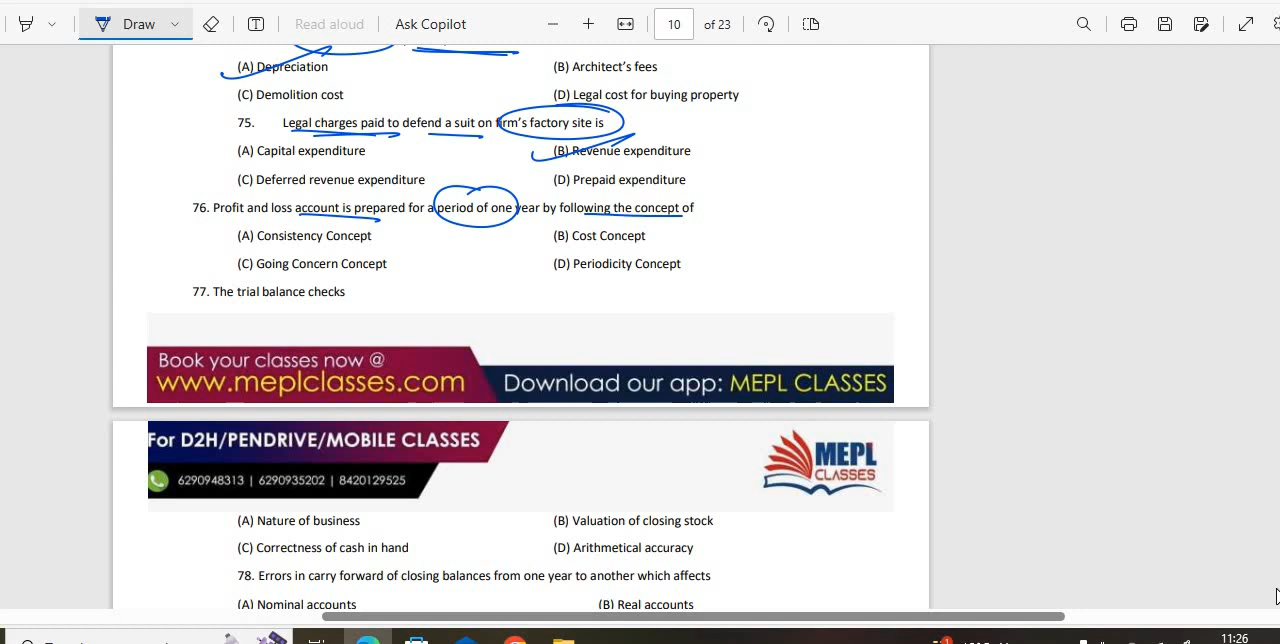 Draw
Read aloud
Ask Copilot
10 of 23
(A) Depreciation (B) Architect's fees
(C) Demolition cost (D) Legal cost for buying property
75. Legal charges paid to defend a suit on firm's factory site is
(A) Capital expenditure (B) Revenue expenditure
(C) Deferred revenue expenditure (D) Prepaid expenditure
76. Profit and loss account is prepared for a period of one year by following the concept of
(A) Consistency Concept (B) Cost Concept
(C) Going Concern Concept (D) Periodicity Concept
77. The trial balance checks
Book your classes now @
www.meplclasses.com
Download our app: MEPL CLASSES
For D2H/PENDRIVE/MOBILE CLASSES
6290948313 | 6290935202 | 8420129525
MEPL
CLASSES
(A) Nature of business (B) Valuation of closing stock
(C) Correctness of cash in hand (D) Arithmetical accuracy
78. Errors in carry forward of closing balances from one year to another which affects
(A) Nominal accounts (B) Real accounts
11:26